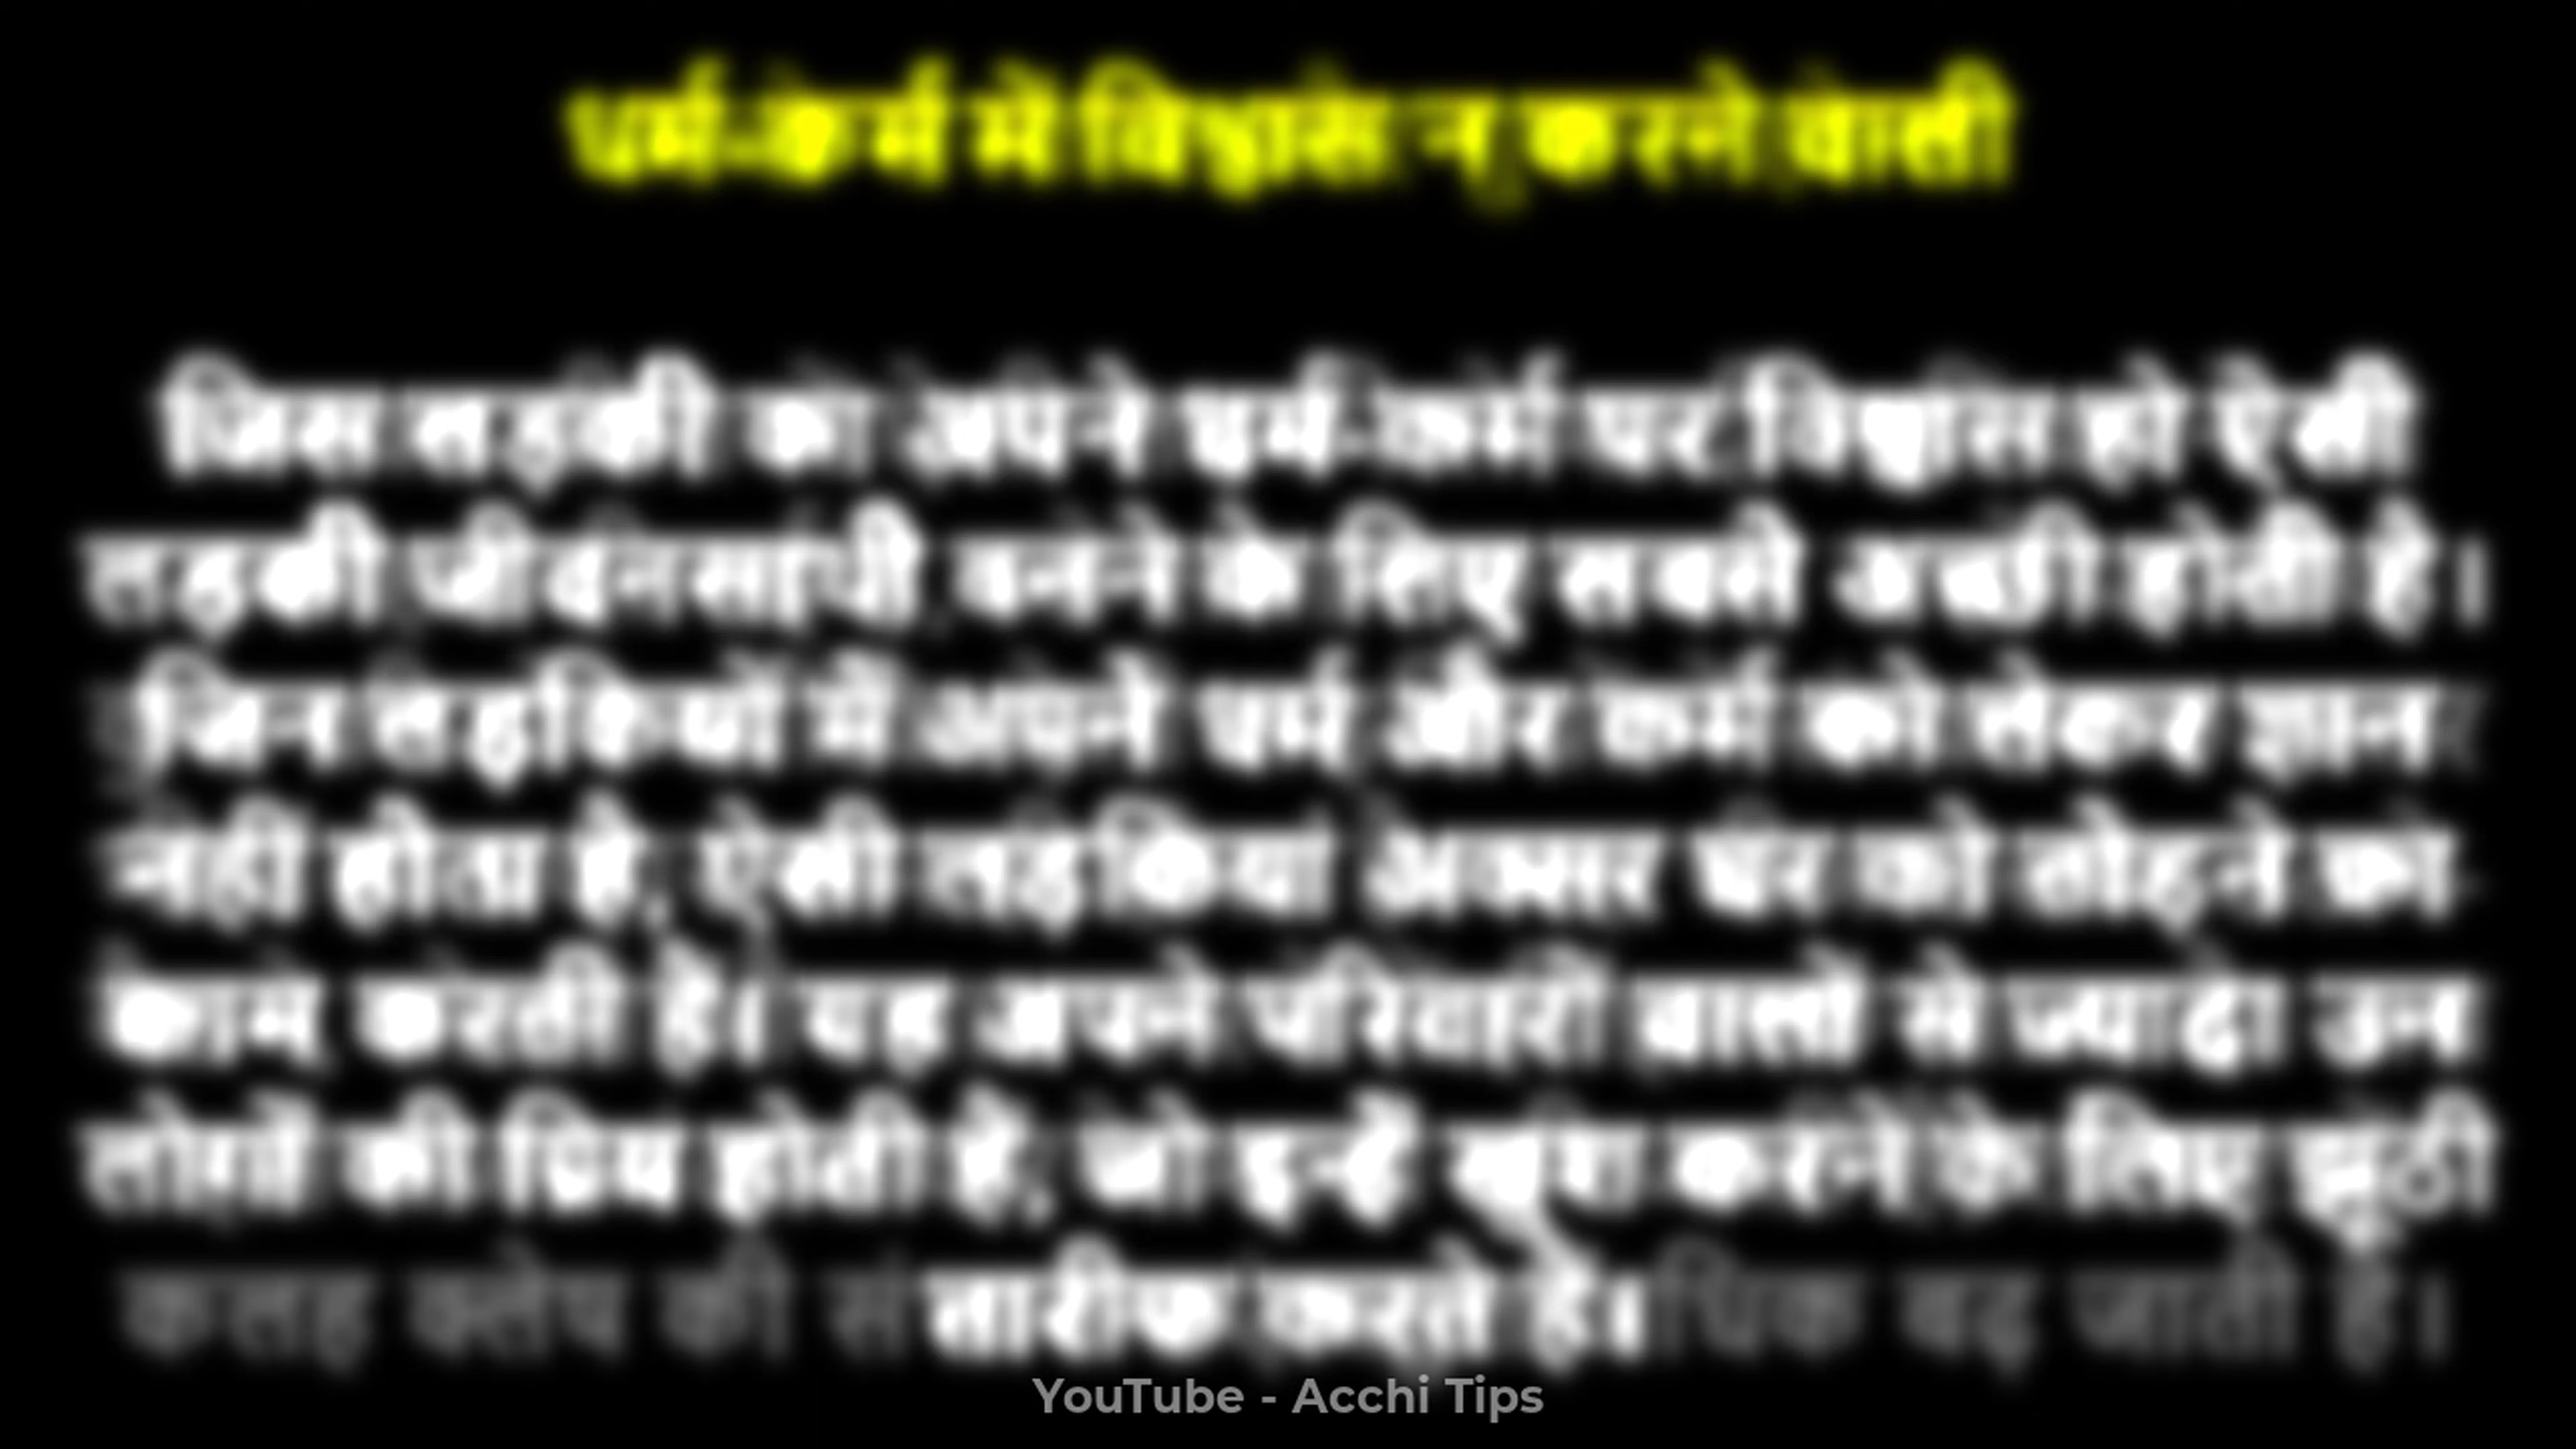 धर्म-कर्म में विश्वास न करने वाली
जिस लड़की को अपने धर्म-कर्म पर विश्वास हो ऐसी
लड़की जीवनसाथी बनने के लिए सबसे अच्छी होती है।
जिन लड़कियों में अपने धर्म और कर्म को लेकर ज्ञान
नहीं होता है, ऐसी लड़कियां अक्सर घर को तोड़ने का
काम करती हैं। यह अपने परिवारों वालों से ज्यादा उन
लोगों की प्रिय होती हैं, जो इन्हें खुश करने के लिए झूठी
तारीफ करते हैं।
YouTube - Acchi Tips